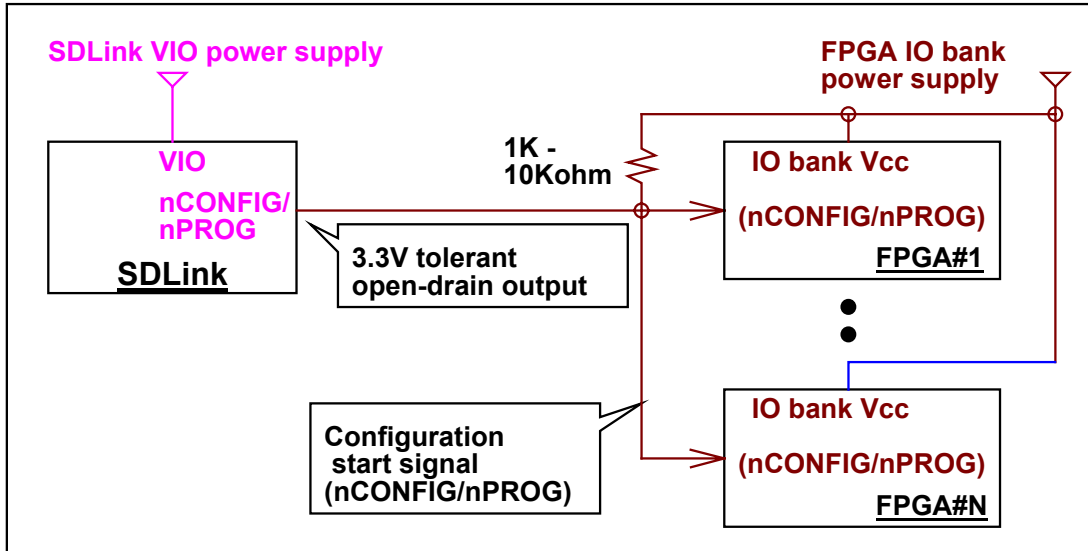 SDLink VIO power supply
FPGA IO bank
power supply
VIO
nCONFIG/
nPROG
SDLink
1K -
10Kohm
IO bank Vcc
(nCONFIG/nPROG)
FPGA#1
3.3V tolerant
open-drain output
Configuration
start signal
(nCONFIG/nPROG)
IO bank Vcc
(nCONFIG/nPROG)
FPGA#N